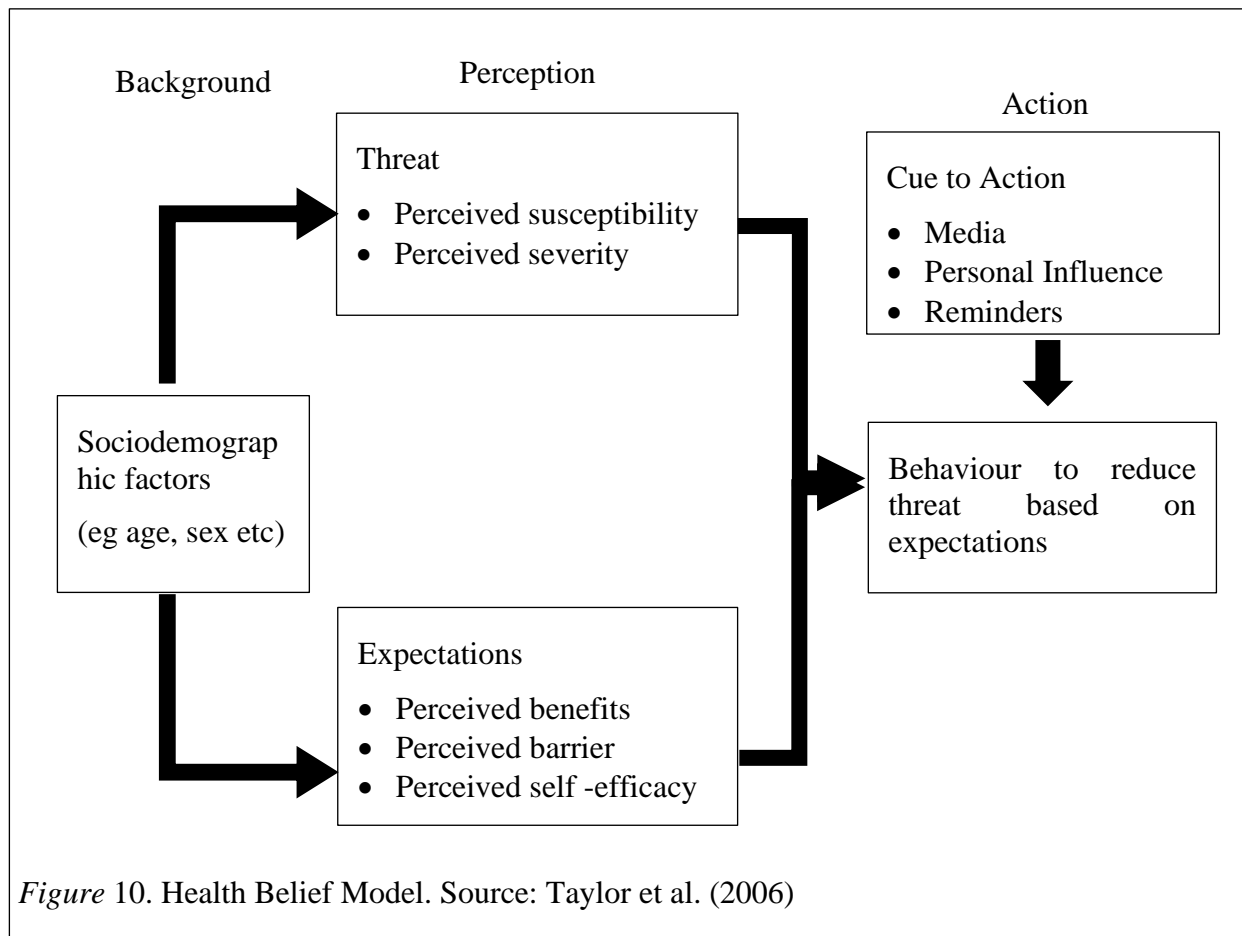 Background
Perception
Action
Threat
• Perceived susceptibility
• Perceived severity
Cue to Action
• Media
• Personal Influence
• Reminders
Sociodemograp
hic factors
(eg age, sex etc)
Behaviour to reduce
threat based on
expectations
Expectations
• Perceived benefits
• Perceived barrier
• Perceived self -efficacy
Figure 10. Health Belief Model. Source: Taylor et al. (2006)